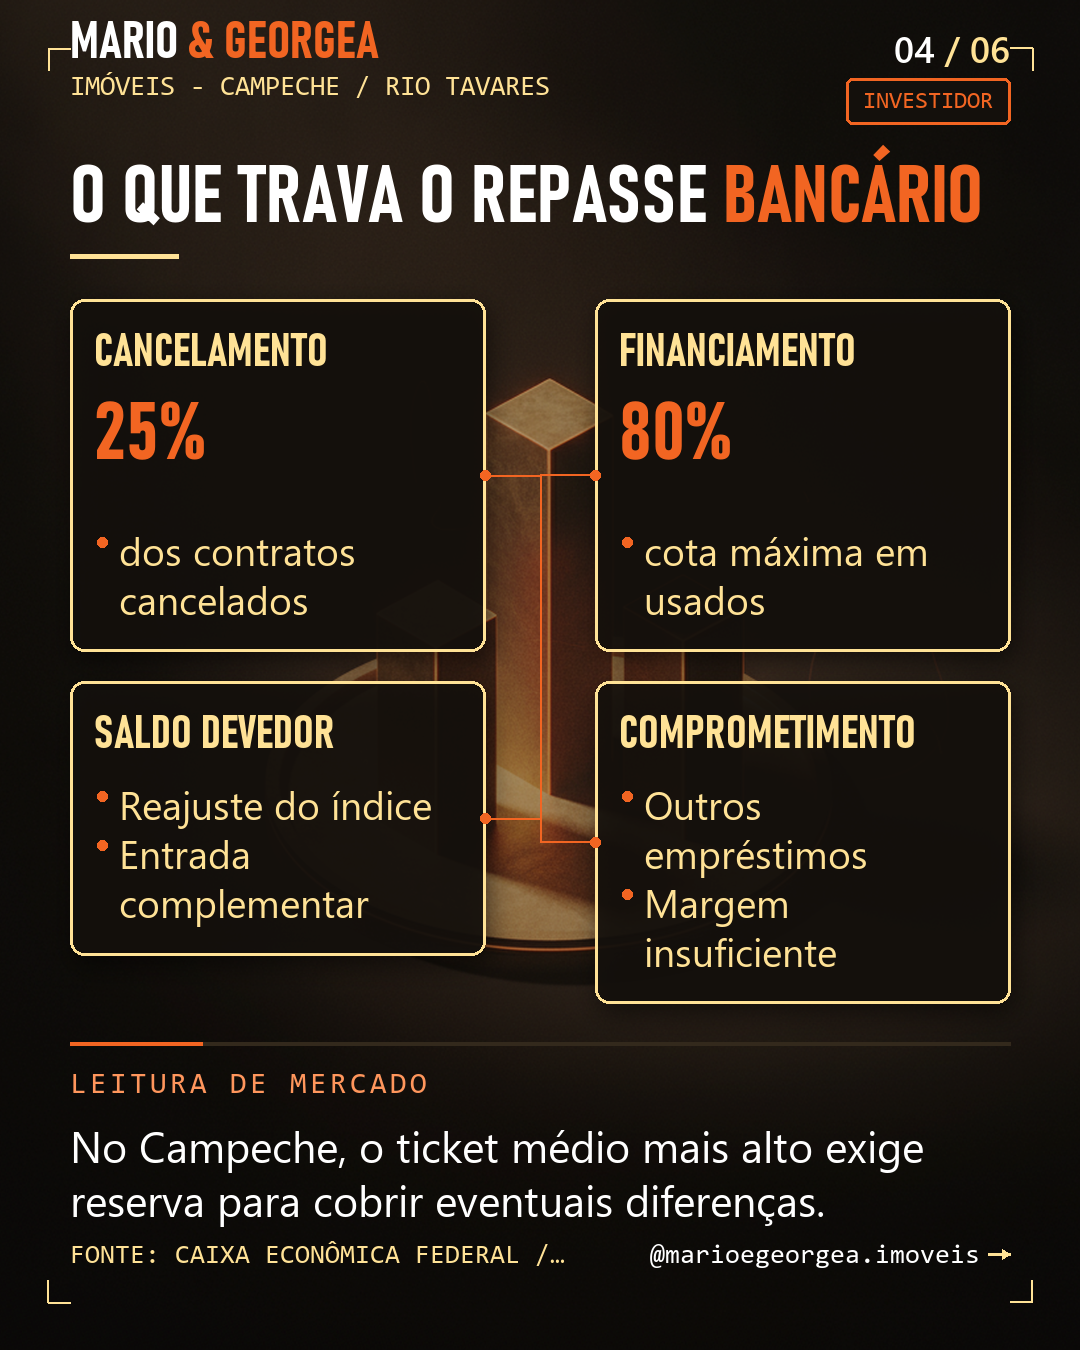 MARIO & GEORGEA
IMÓVEIS - CAMPECHE / RIO TAVARES
04 / 06
INVESTIDOR
O QUE TRAVA O REPASSE BANCÁRIO
CANCELAMENTO
25%
• dos contratos
cancelados
FINANCIAMENTO
80%
• cota máxima em
usados
SALDO DEVEDOR
• Reajuste do índice
• Entrada
complementar
COMPROMETIMENTO
• Outros
empréstimos
• Margem
insuficiente
LEITURA DE MERCADO
No Campeche, o ticket médio mais alto exige
reserva para cobrir eventuais diferenças.
FONTE: CAIXA ECONÔMICA FEDERAL /…
@marioegeorgea.imoveis →